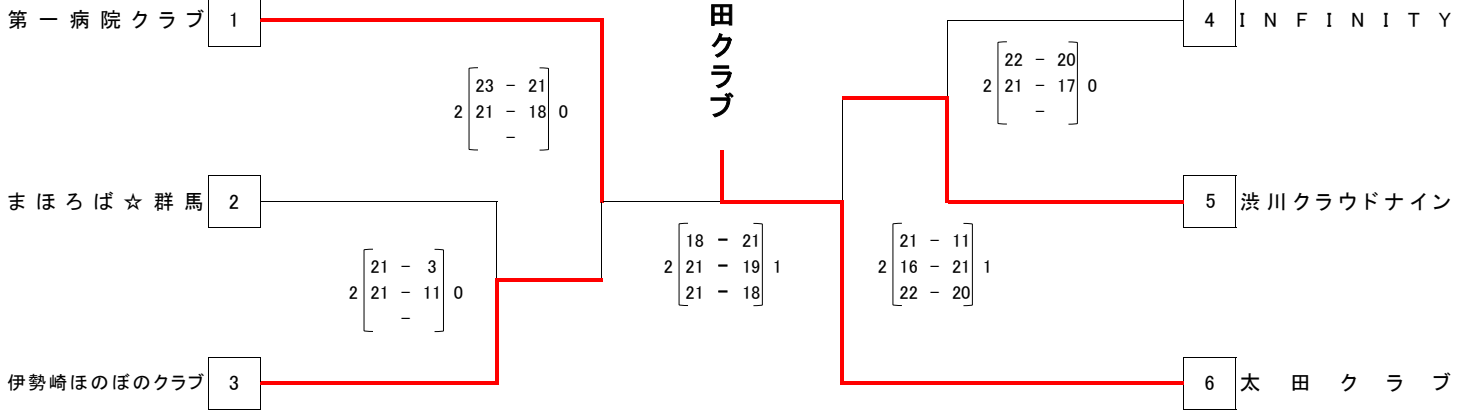 第一病院クラブ 1
田クラブ
4 INFINITY
23 - 21
2 21 - 18 0
-
22 - 20
2 21 - 17 0
-
まほろば☆群馬 2
5 渋川クラウドナイン
21 - 3
2 21 - 11 0
-
18 - 21
2 21 - 19 1
21 - 18
21 - 11
2 16 - 21 1
22 - 20
伊勢崎ほのぼのクラブ 3
6 太田クラブ